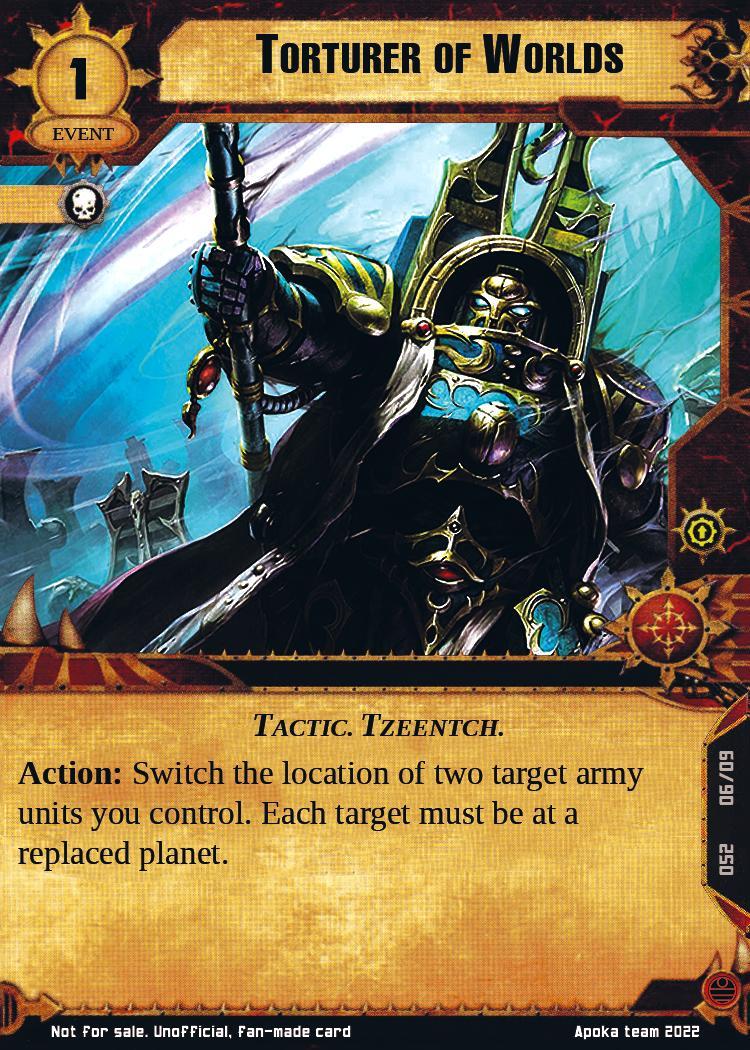 1
EVENT
Torturer of Worlds
Tactic. Tzeentch.
Action: Switch the location of two target army
units you control. Each target must be at a
replaced planet.
052 06/09
Not for sale. Unofficial, fan-made card
Apoka team 2022